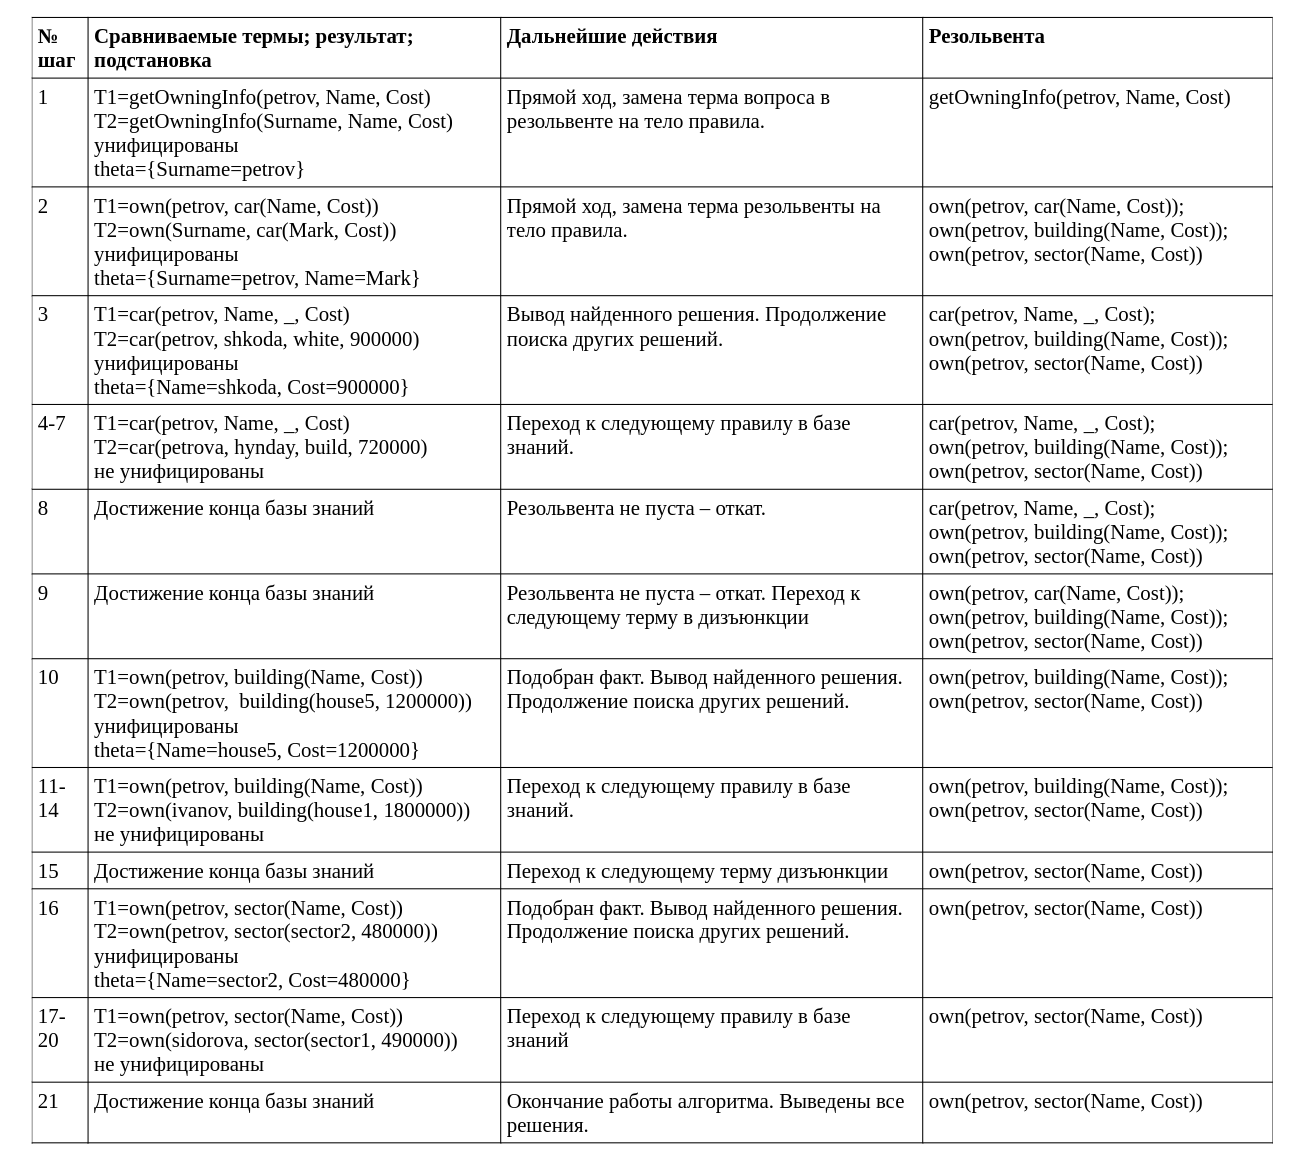 №
шаг
Сравниваемые термы; результат;
подстановка
Дальнейшие действия
Резольвента
1
T1=getOwningInfo(petrov, Name, Cost)
T2=getOwningInfo(Surname, Name, Cost)
унифицированы
theta={Surname=petrov}
Прямой ход, замена терма вопроса в
резольвенте на тело правила.
getOwningInfo(petrov, Name, Cost)
2
T1=own(petrov, car(Name, Cost))
T2=own(Surname, car(Mark, Cost))
унифицированы
theta={Surname=petrov, Name=Mark}
Прямой ход, замена терма резольвенты на
тело правила.
own(petrov, car(Name, Cost));
own(petrov, building(Name, Cost));
own(petrov, sector(Name, Cost))
3
T1=car(petrov, Name, _, Cost)
T2=car(petrov, shkoda, white, 900000)
унифицированы
theta={Name=shkoda, Cost=900000}
Вывод найденного решения. Продолжение
поиска других решений.
car(petrov, Name, _, Cost);
own(petrov, building(Name, Cost));
own(petrov, sector(Name, Cost))
4-7
T1=car(petrov, Name, _, Cost)
T2=car(petrova, hynday, build, 720000)
не унифицированы
Переход к следующему правилу в базе
знаний.
car(petrov, Name, _, Cost);
own(petrov, building(Name, Cost));
own(petrov, sector(Name, Cost))
8
Достижение конца базы знаний
Резольвента не пуста – откат.
car(petrov, Name, _, Cost);
own(petrov, building(Name, Cost));
own(petrov, sector(Name, Cost))
9
Достижение конца базы знаний
Резольвента не пуста – откат. Переход к
следующему терму в дизъюнкции
own(petrov, car(Name, Cost));
own(petrov, building(Name, Cost));
own(petrov, sector(Name, Cost))
10
T1=own(petrov, building(Name, Cost))
T2=own(petrov,  building(house5, 1200000))
унифицированы
theta={Name=house5, Cost=1200000}
Подобран факт. Вывод найденного решения.
Продолжение поиска других решений.
own(petrov, building(Name, Cost));
own(petrov, sector(Name, Cost))
11-
14
T1=own(petrov, building(Name, Cost))
T2=own(ivanov, building(house1, 1800000))
не унифицированы
Переход к следующему правилу в базе
знаний.
own(petrov, building(Name, Cost));
own(petrov, sector(Name, Cost))
15
Достижение конца базы знаний
Переход к следующему терму дизъюнкции
own(petrov, sector(Name, Cost))
16
T1=own(petrov, sector(Name, Cost))
T2=own(petrov, sector(sector2, 480000))
унифицированы
theta={Name=sector2, Cost=480000}
Подобран факт. Вывод найденного решения.
Продолжение поиска других решений.
own(petrov, sector(Name, Cost))
17-
20
T1=own(petrov, sector(Name, Cost))
T2=own(sidorova, sector(sector1, 490000))
не унифицированы
Переход к следующему правилу в базе
знаний
own(petrov, sector(Name, Cost))
21
Достижение конца базы знаний
Окончание работы алгоритма. Выведены все
решения.
own(petrov, sector(Name, Cost))